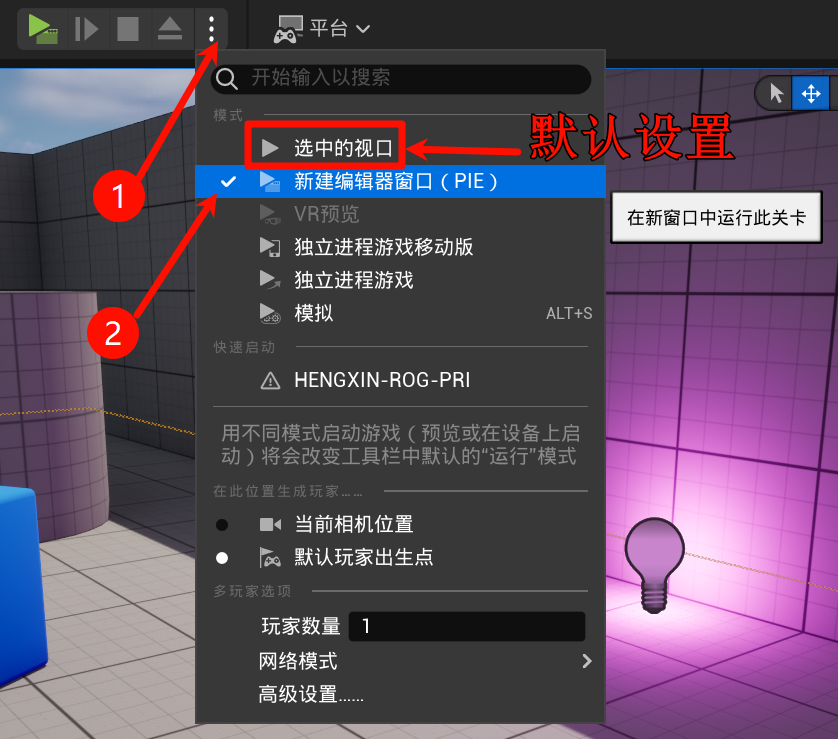 平台
开始输入以搜索
模式
选中的视口
默认设置
新建编辑器窗口（PIE）
1
VR预览
在新窗口中运行此关卡
独立进程游戏移动版
独立进程游戏
模拟 ALT+S
2
快速启动
HENGXIN-ROG-PRI
用不同模式启动游戏（预览或在设备上启
动）将会改变工具栏中默认的“运行”模式
在此位置生成玩家……
当前相机位置
默认玩家出生点
多玩家选项
玩家数量 1
网络模式
高级设置……